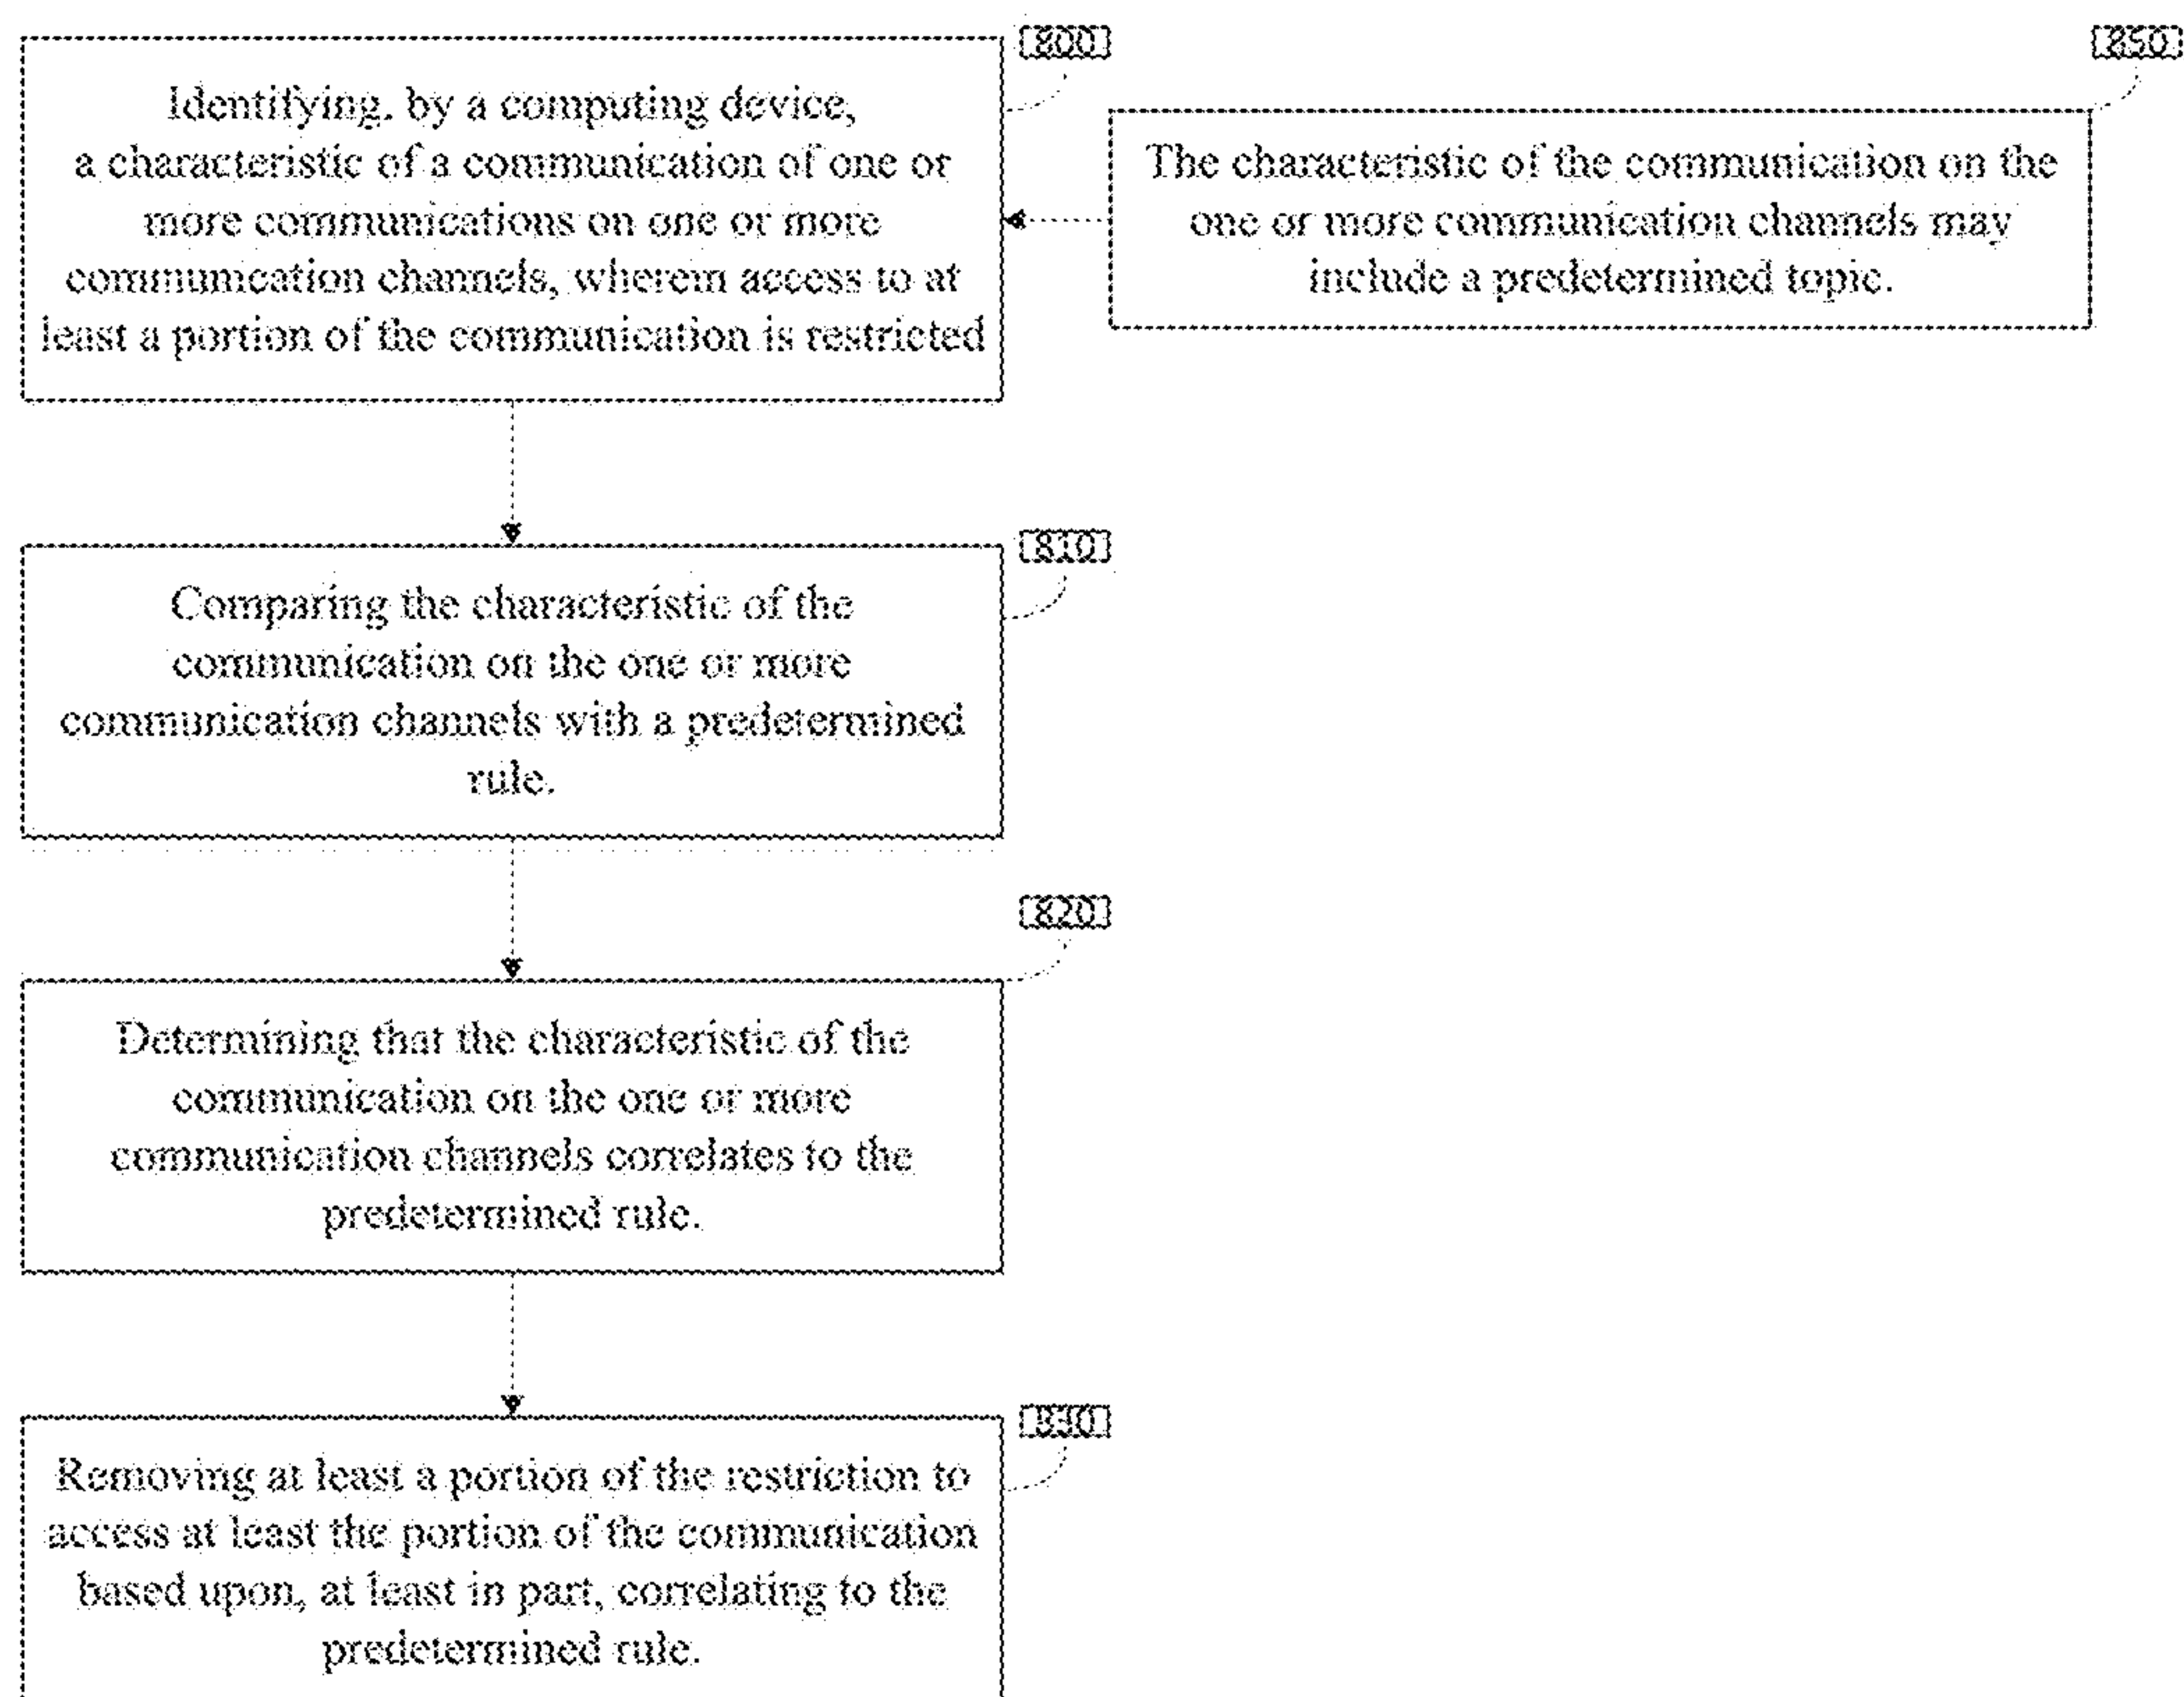 800
Identifying, by a computing device,
a characteristic of a communication of one or
more communications on one or more
communication channels, wherein access to at
least a portion of the communication is restricted
850
The characteristic of the communication on the
one or more communication channels may
include a predetermined topic.
810
Comparing the characteristic of the
communication on the one or more
communication channels with a predetermined
rule.
820
Determining that the characteristic of the
communication on the one or more
communication channels correlates to the
predetermined rule.
830
Removing at least a portion of the restriction to
access at least the portion of the communication
based upon, at least in part, correlating to the
predetermined rule.